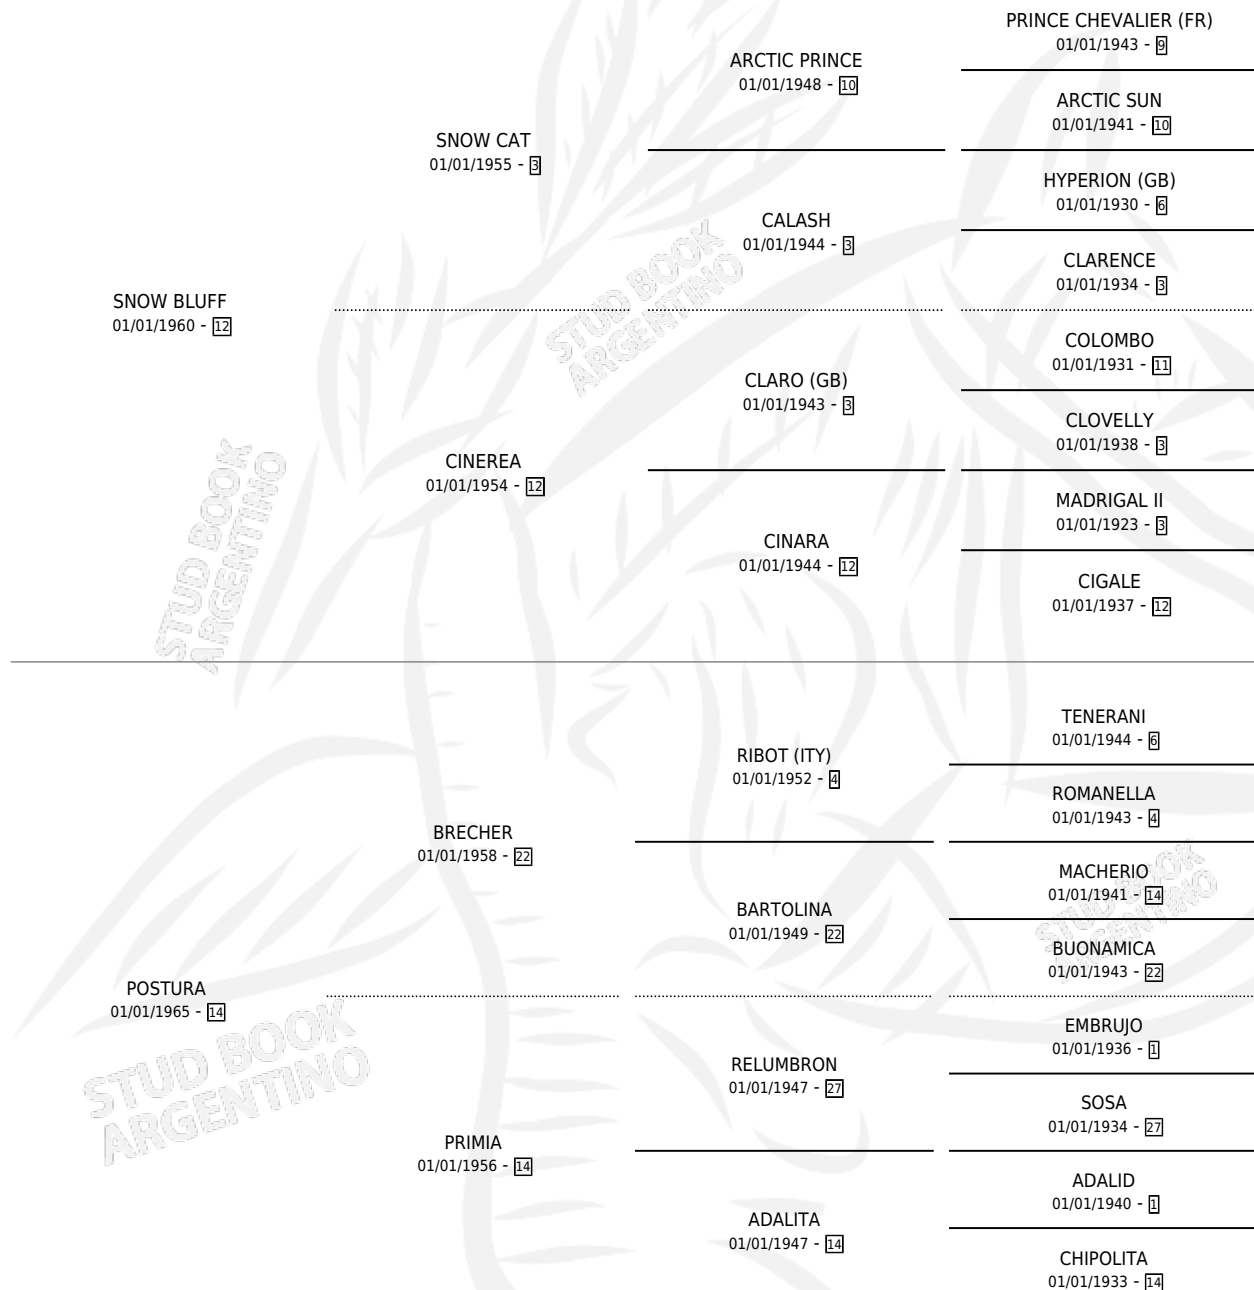 PRINCE CHEVALIER (FR)
01/01/1943 - 9
ARCTIC PRINCE
01/01/1948 - 10
ARCTIC SUN
01/01/1941 - 10
SNOW CAT
01/01/1955 - 3
HYPERION (GB)
01/01/1930 - 6
CALASH
01/01/1944 - 3
CLARENCE
01/01/1934 - 3
SNOW BLUFF
01/01/1960 - 12
STUD BOOK
ARGENTINO
COLOMBO
01/01/1931 - 11
CLARO (GB)
01/01/1943 - 3
CLOVELLY
01/01/1938 - 3
CINEREA
01/01/1954 - 12
MADRIGAL II
01/01/1923 - 3
CINARA
01/01/1944 - 12
CIGALE
01/01/1937 - 12
STUD BOOK
ARGENTINO
TENERANI
01/01/1944 - 6
RIBOT (ITY)
01/01/1952 - 4
ROMANELLA
01/01/1943 - 4
BRECHER
01/01/1958 - 22
MACHERIO
01/01/1941 - 14
BARTOLINA
01/01/1949 - 22
STUD BOOK
ARGENTINO
BUONAMICA
01/01/1943 - 22
POSTURA
01/01/1965 - 14
EMBRUJO
01/01/1936 - 1
RELUMBRON
01/01/1947 - 27
STUD BOOK
ARGENTINO
SOSA
01/01/1934 - 27
PRIMIA
01/01/1956 - 14
ADALID
01/01/1940 - 1
ADALITA
01/01/1947 - 14
CHIPOLITA
01/01/1933 - 14